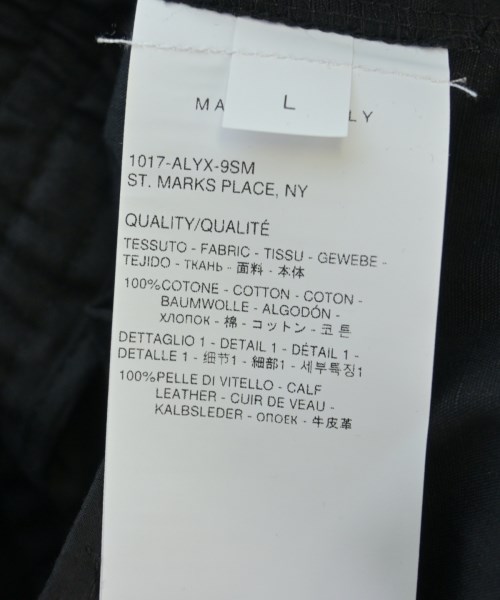 L
MA LY
1017-ALYX-9SM
ST. MARKS PLACE, NY
QUALITY/QUALITÉ
TESSUTO - FABRIC - TISSU - GEWEBE -
TEJIDO - ТКАНЬ - 面料 - 本体
100%COTONE - COTTON - COTON -
BAUMWOLLE - ALGODÓN -
ХЛОПОК - 棉 - コットン - 코튼
DETTAGLIO 1 - DETAIL 1 - DÉTAIL 1 -
DETALLE 1 - 细节1 - 細部1 - 세부특징1
100%PELLE DI VITELLO - CALF
LEATHER - CUIR DE VEAU -
KALBSLEDER - ОПОЕК - 牛皮革